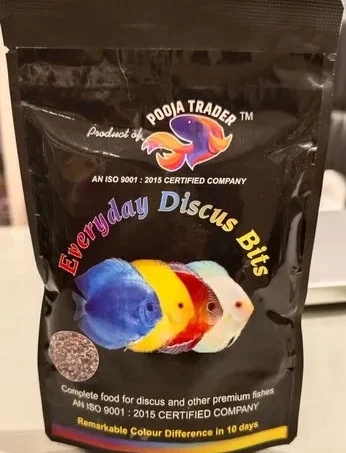 POOJA TRADER ™
Product of
AN ISO 9001 : 2015 CERTIFIED COMPANY
Everyday Discus Bits
Complete food for discus and other premium fishes
AN ISO 9001 : 2015 CERTIFIED COMPANY
Remarkable Colour Difference in 10 days